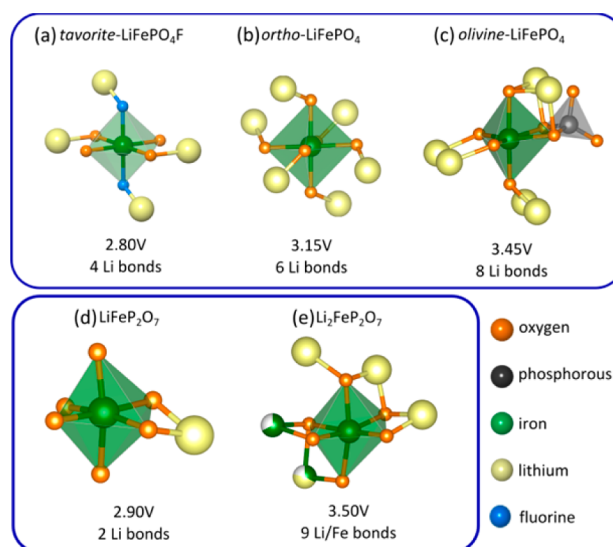 (a) tavorite-LiFePO₄F
(b) ortho-LiFePO₄
(c) olivine-LiFePO₄
2.80V
4 Li bonds
3.15V
6 Li bonds
3.45V
8 Li bonds
(d) LiFeP₂O₇
(e) Li₂FeP₂O₇
2.90V
2 Li bonds
3.50V
9 Li/Fe bonds
oxygen
phosphorous
iron
lithium
fluorine